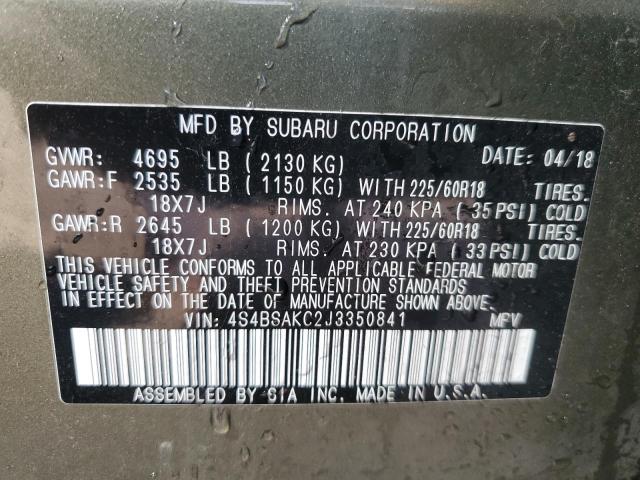 MFD BY SUBARU CORPORATION
GVWR: 4695 LB ( 2130 KG) DATE: 04/18
GAWR:F 2535 LB ( 1150 KG) WITH 225/60R18 TIRES.
18X7J RIMS. AT 240 KPA ( 35 PSI) COLD
GAWR:R 2645 LB ( 1200 KG) WITH 225/60R18 TIRES.
18X7J RIMS. AT 230 KPA ( 33 PSI) COLD
THIS VEHICLE CONFORMS TO ALL APPLICABLE FEDERAL MOTOR
VEHICLE SAFETY AND THEFT PREVENTION STANDARDS
IN EFFECT ON THE DATE OF MANUFACTURE SHOWN ABOVE.
VIN: 4S4BSAKC2J3350841 MPV
ASSEMBLED BY SIA INC. MADE IN U.S.A.